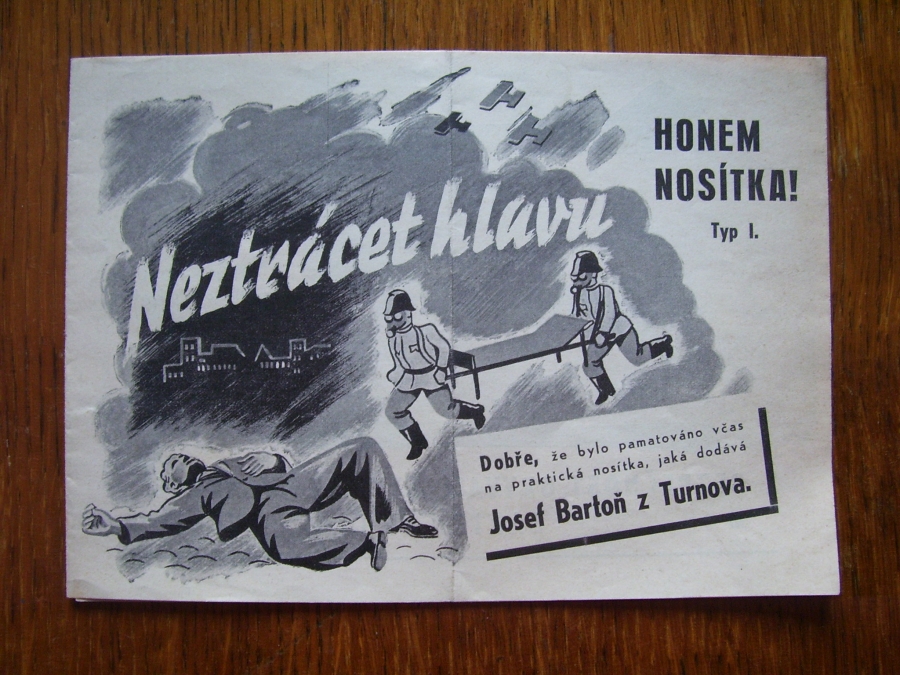 Neztrácet hlavu
HONEM
NOSÍTKA!
Typ I.
Dobře, že bylo pamatováno včas
na praktická nosítka, jaká dodává
Josef Bartoň z Turnova.